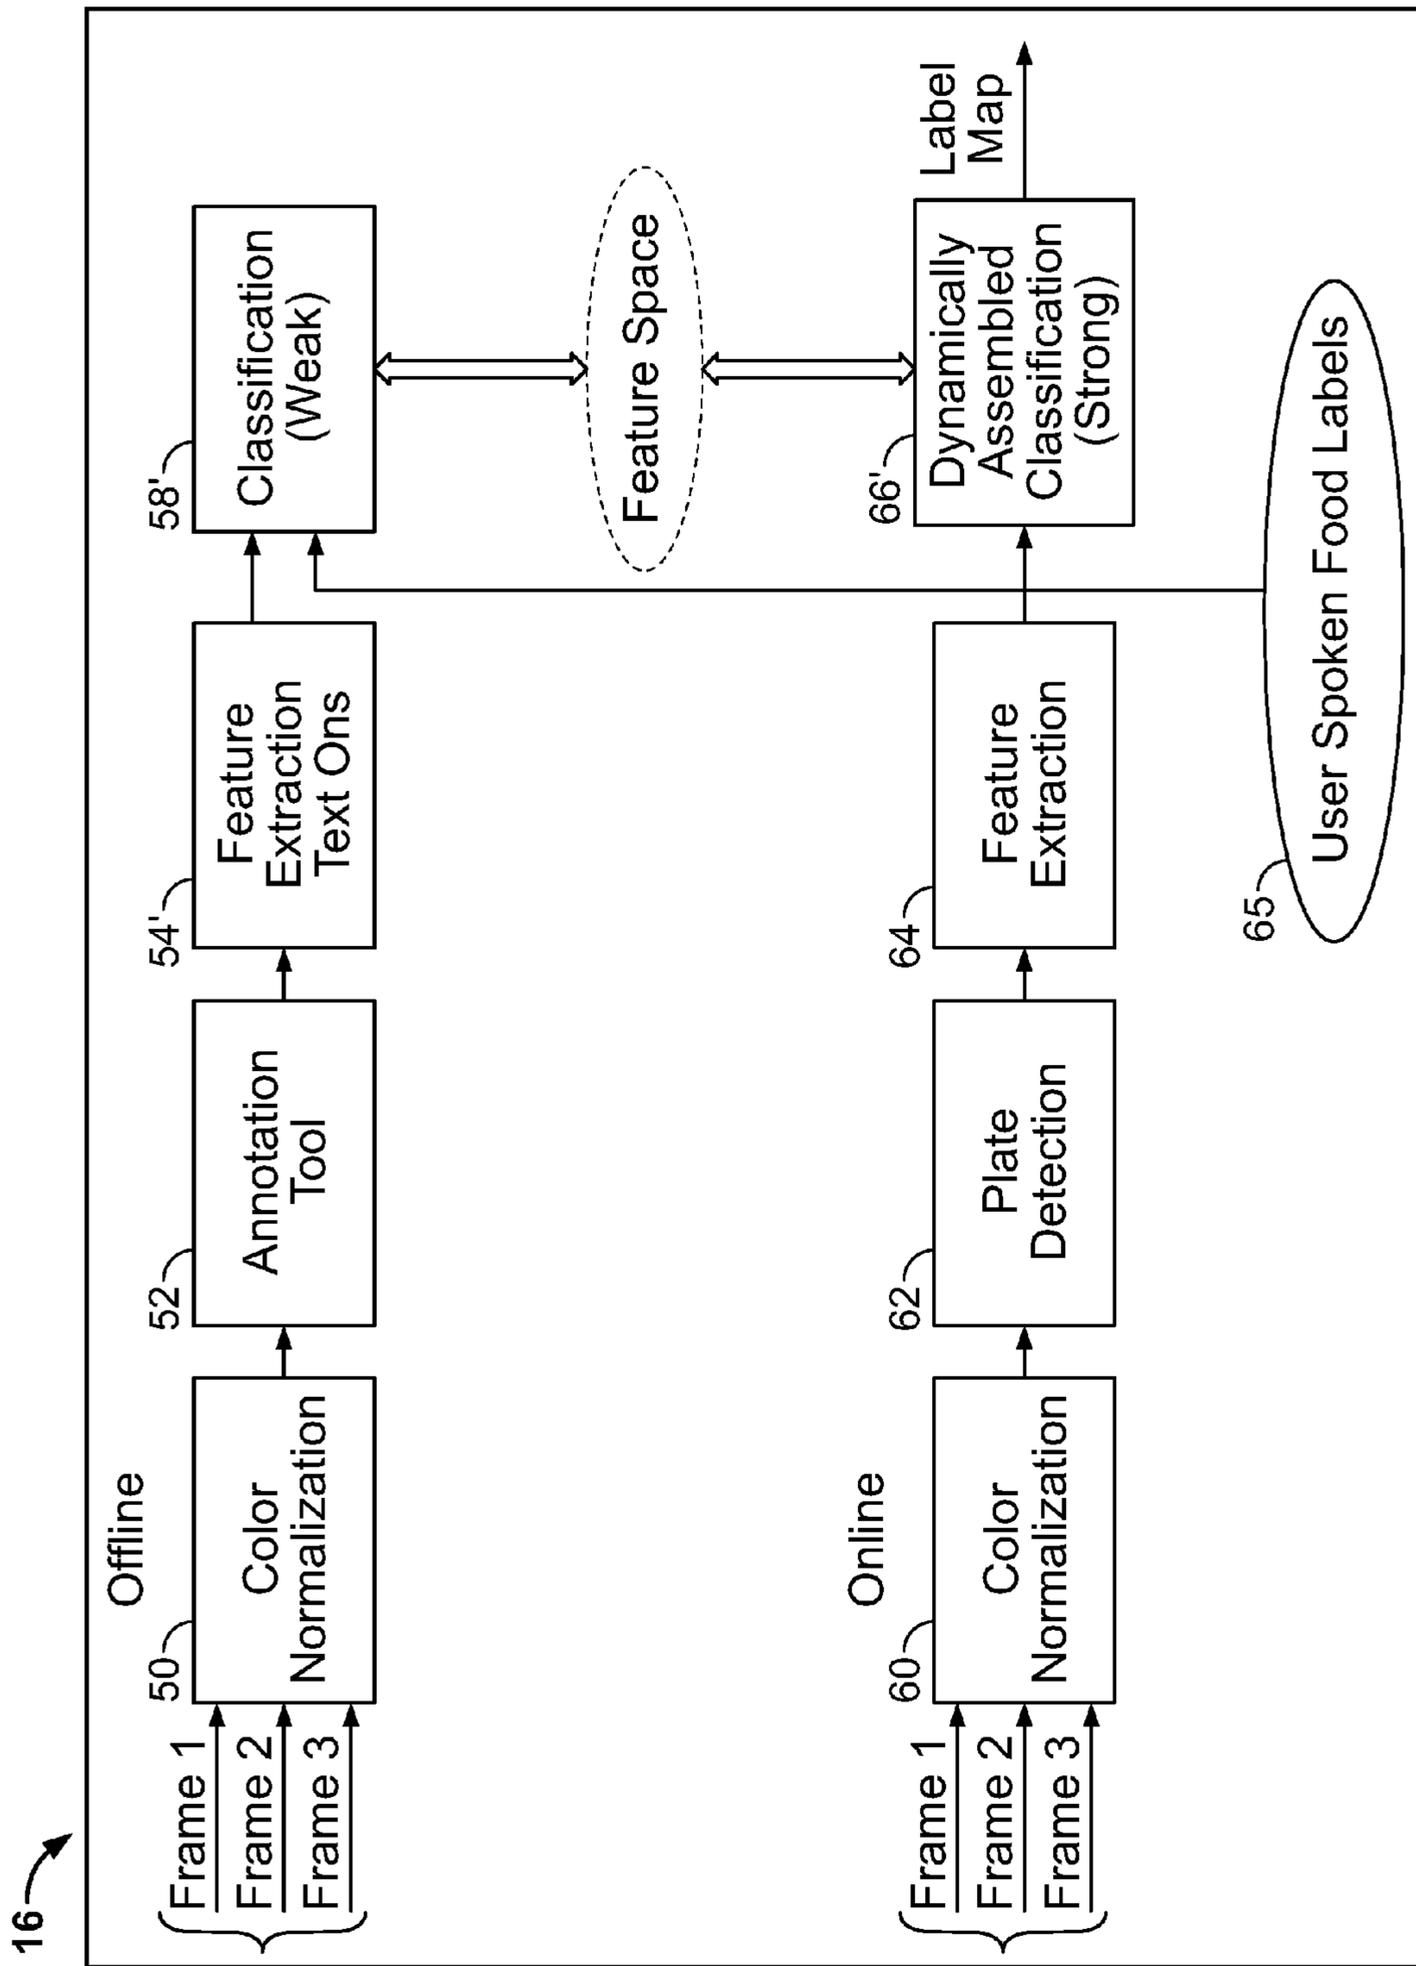 16
Offline
Frame 1
Frame 2
Frame 3
50
Color
Normalization
52
Annotation
Tool
54'
Feature
Extraction
Text Ons
58'
Classification
(Weak)
Feature Space
Online
Frame 1
Frame 2
Frame 3
60
Color
Normalization
62
Plate
Detection
64
Feature
Extraction
66'
Dynamically
Assembled
Classification
(Strong)
Label
Map
65
User Spoken Food Labels